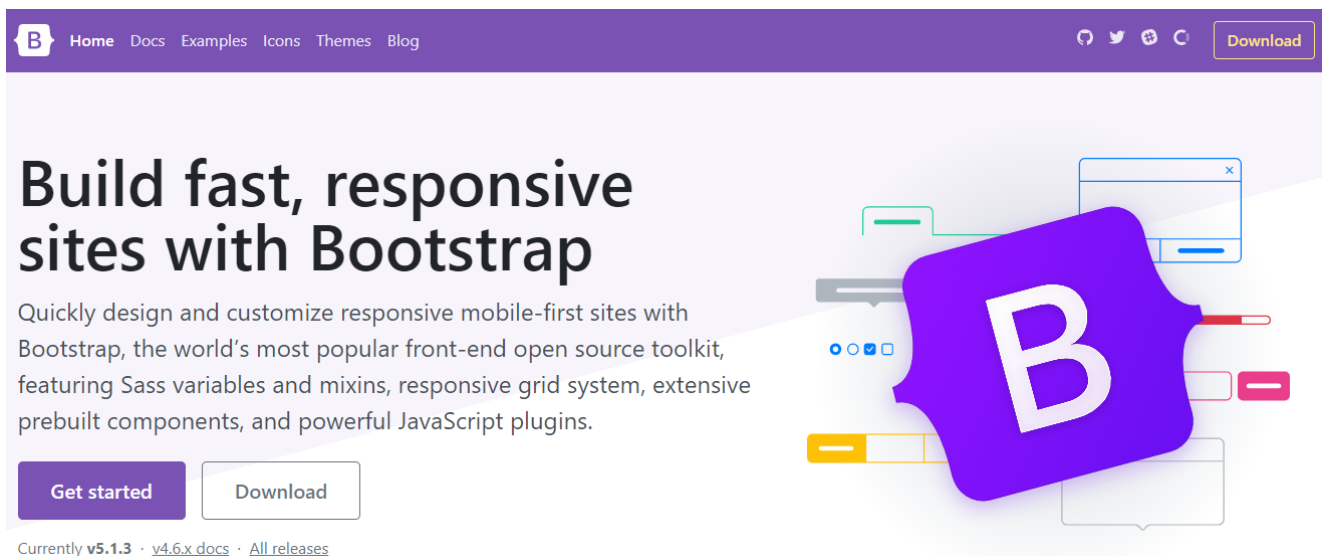 B Home Docs Examples Icons Themes Blog Download
Build fast, responsive
sites with Bootstrap
Quickly design and customize responsive mobile-first sites with
Bootstrap, the world’s most popular front-end open source toolkit,
featuring Sass variables and mixins, responsive grid system, extensive
prebuilt components, and powerful JavaScript plugins.
B
Get started Download
Currently v5.1.3 · v4.6.x docs · All releases